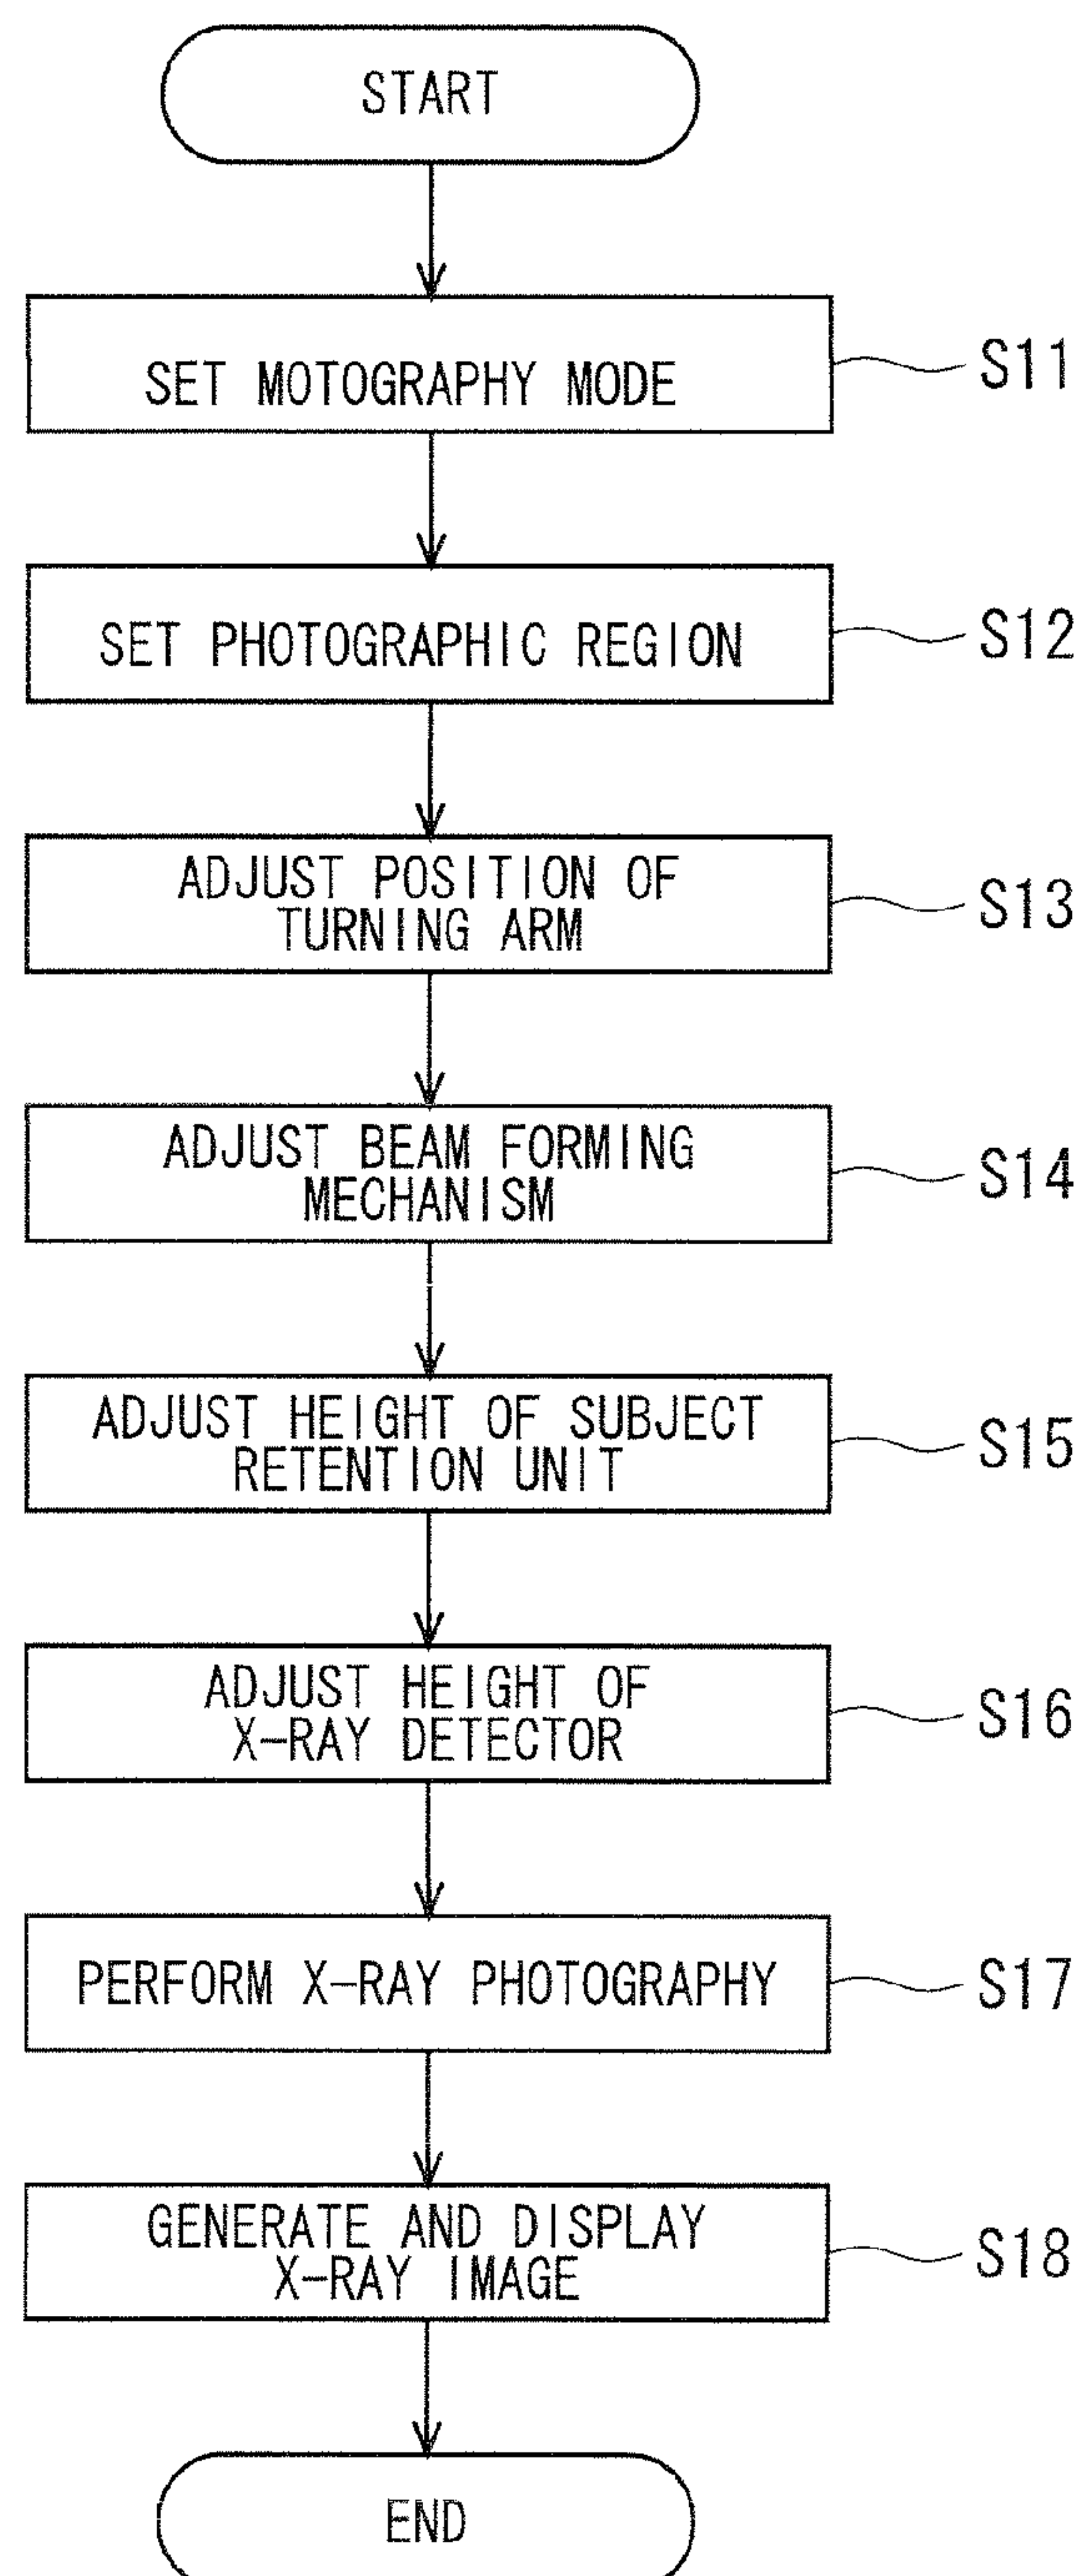 START
SET MOTOGRAPHY MODE
S11
SET PHOTOGRAPHIC REGION
S12
ADJUST POSITION OF
TURNING ARM
S13
ADJUST BEAM FORMING
MECHANISM
S14
ADJUST HEIGHT OF SUBJECT
RETENTION UNIT
S15
ADJUST HEIGHT OF
X-RAY DETECTOR
S16
PERFORM X-RAY PHOTOGRAPHY
S17
GENERATE AND DISPLAY
X-RAY IMAGE
S18
END